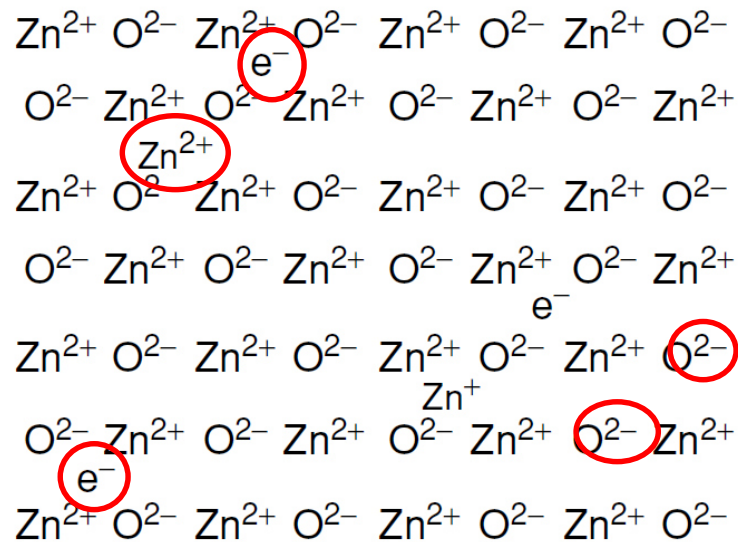 Zn²⁺ O²⁻ Zn²⁺ O²⁻ Zn²⁺ O²⁻ Zn²⁺ O²⁻
e⁻
O²⁻ Zn²⁺ O²⁻ Zn²⁺ O²⁻ Zn²⁺ O²⁻ Zn²⁺
Zn²⁺
Zn²⁺ O²⁻ Zn²⁺ O²⁻ Zn²⁺ O²⁻ Zn²⁺ O²⁻
O²⁻ Zn²⁺ O²⁻ Zn²⁺ O²⁻ Zn²⁺ O²⁻ Zn²⁺
e⁻
Zn²⁺ O²⁻ Zn²⁺ O²⁻ Zn²⁺ O²⁻ Zn²⁺ O²⁻
Zn⁺
O²⁻ Zn²⁺ O²⁻ Zn²⁺ O²⁻ Zn²⁺ O²⁻ Zn²⁺
e⁻
Zn²⁺ O²⁻ Zn²⁺ O²⁻ Zn²⁺ O²⁻ Zn²⁺ O²⁻